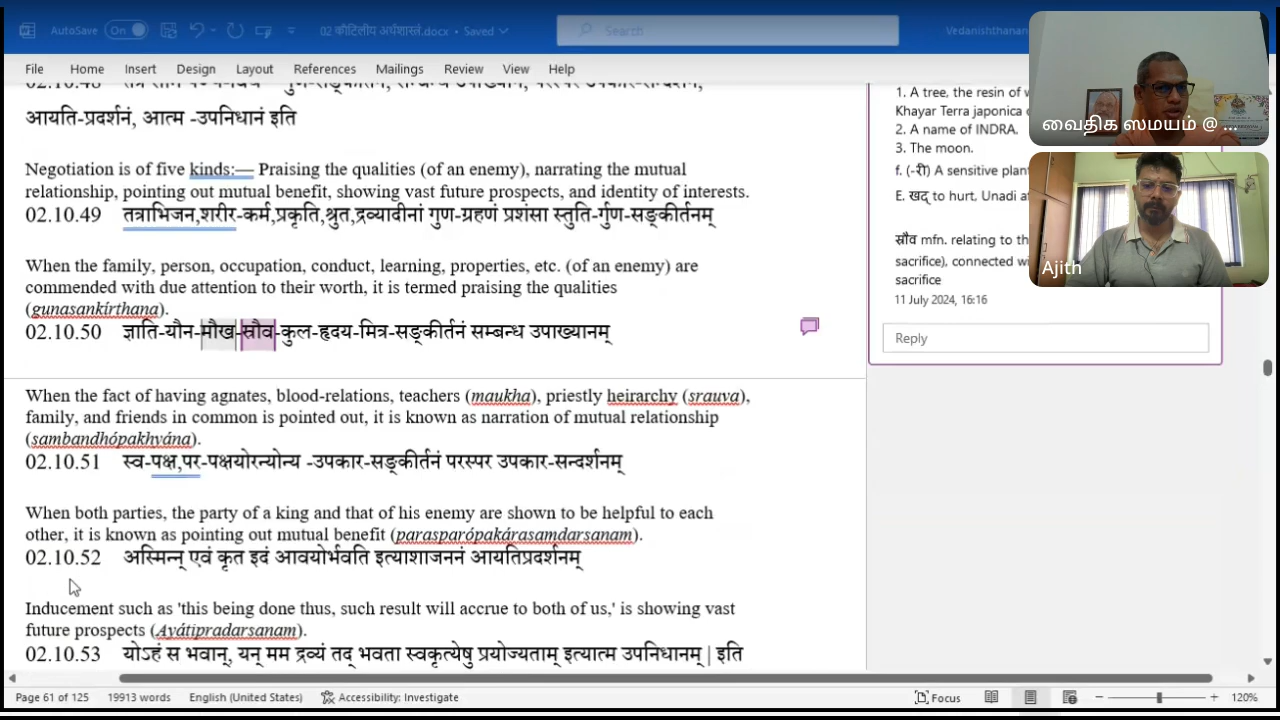 AutoSave On 02 कौटिलीय अर्थशास्त्रं.docx • Saved Search Vedanishthanan
File Home Insert Design Layout References Mailings Review View Help
आयति-प्रदर्शनं, आत्म -उपनिधानं इति
Negotiation is of five kinds:— Praising the qualities (of an enemy), narrating the mutual
relationship, pointing out mutual benefit, showing vast future prospects, and identity of interests.
02.10.49 तत्राभिजन,शरीर-कर्म,प्रकृति,श्रुत,द्रव्यादीनां गुण-ग्रहणं प्रशंसा स्तुति-र्गुण-सङ्कीर्तनम्
When the family, person, occupation, conduct, learning, properties, etc. (of an enemy) are
commended with due attention to their worth, it is termed praising the qualities
(gunasankírthana).
02.10.50 ज्ञाति-यौन-मौख-स्रौव-कुल-हृदय-मित्र-सङ्कीर्तनं सम्बन्ध उपाख्यानम्
When the fact of having agnates, blood-relations, teachers (maukha), priestly heirarchy (srauva),
family, and friends in common is pointed out, it is known as narration of mutual relationship
(sambandhópakhyána).
02.10.51 स्व-पक्ष,पर-पक्षयोरन्योन्य -उपकार-सङ्कीर्तनं परस्पर उपकार-सन्दर्शनम्
When both parties, the party of a king and that of his enemy are shown to be helpful to each
other, it is known as pointing out mutual benefit (parasparópakárasamdarsanam).
02.10.52 अस्मिन्न् एवं कृत इदं आवयोर्भवति इत्याशाजननं आयतिप्रदर्शनम्
Inducement such as 'this being done thus, such result will accrue to both of us,' is showing vast
future prospects (Ayátipradarsanam).
02.10.53 योऽहं स भवान्, यन् मम द्रव्यं तद् भवता स्वकृत्येषु प्रयोज्यताम् इत्यात्म उपनिधानम् | इति
1. A tree, the resin of
Khayar Terra japonica
2. A name of INDRA.
3. The moon.
f. (-री) A sensitive plan
E. खद् to hurt, Unadi
स्रौव mfn. relating to th
sacrifice), connected
sacrifice
11 July 2024, 16:16
Reply
வைதிக ஸமயம் @ ...
Ajith
Page 61 of 125 19913 words English (United States) Accessibility: Investigate Focus 120%